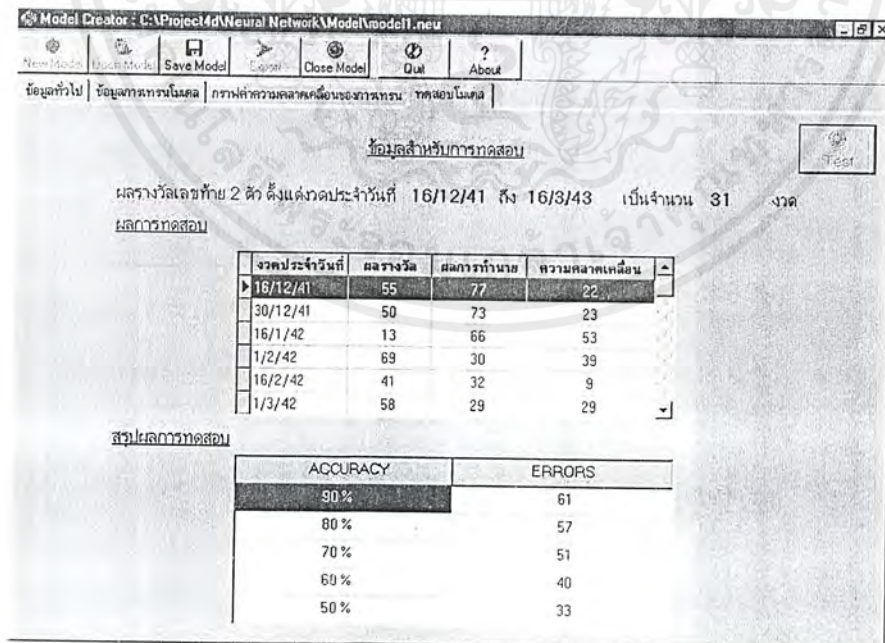 Model Creator : C:\Project4d\Neural Network\Model\model1.neu
New Model Open Model Save Model Export Close Model Quit About
ข้อมูลทั่วไป ข้อมูลการเทรนโมเดล กราฟค่าความคลาดเคลื่อนของการเทรน ทดสอบโมเดล
ข้อมูลสำหรับการทดสอบ
Test
ผลรางวัลเลขท้าย 2 ตัว ตั้งแต่งวดประจำวันที่ 16/12/41 ถึง 16/3/43 เป็นจำนวน 31 งวด
ผลการทดสอบ
งวดประจำวันที่ ผลรางวัล ผลการทำนาย ความคลาดเคลื่อน
16/12/41 55 77 22
30/12/41 50 73 23
16/1/42 13 66 53
1/2/42 69 30 39
16/2/42 41 32 9
1/3/42 58 29 29
สรุปผลการทดสอบ
ACCURACY ERRORS
90 % 61
80 % 57
70 % 51
60 % 40
50 % 33